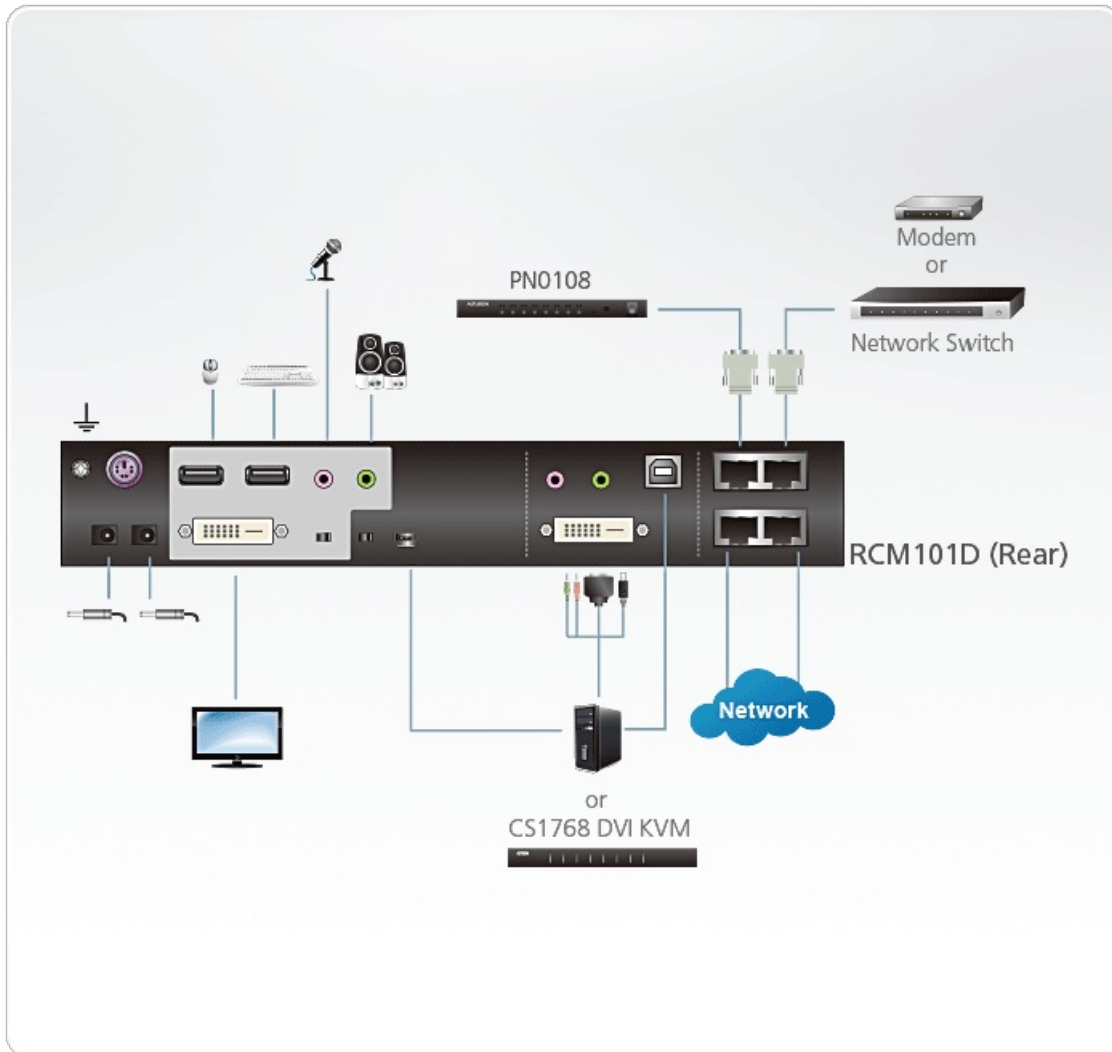 Modem
or
Network Switch
PN0108
RCM101D (Rear)
Network
or
CS1768 DVI KVM